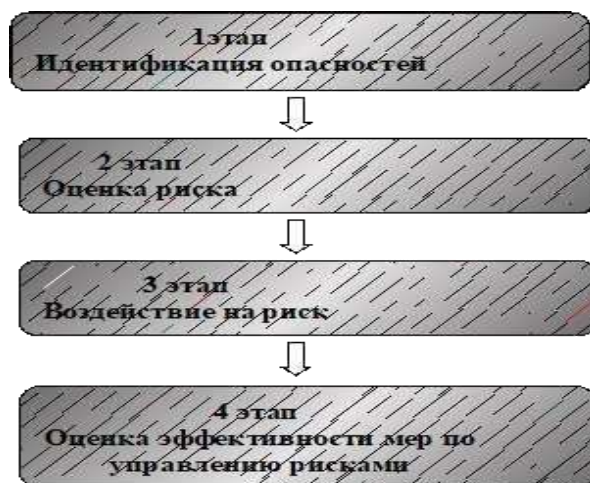 1этап
Идентификация опасностей
2 этап
Оценка риска
3 этап
Воздействие на риск
4 этап
Оценка эффективности мер по
управлению рисками